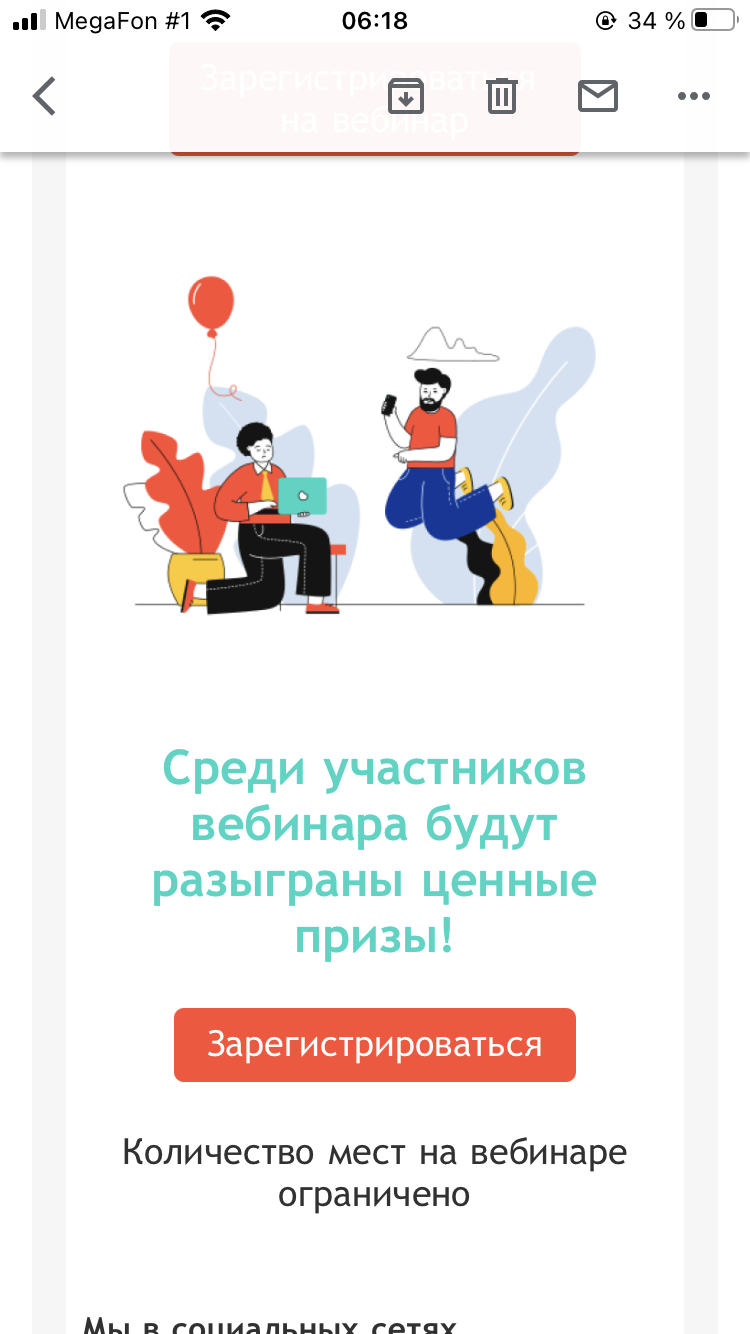 MegaFon #1 06:18 34 %
Зарегистрироваться
на вебинар
Среди участников
вебинара будут
разыграны ценные
призы!
Зарегистрироваться
Количество мест на вебинаре
ограничено
Мы в социальных сетях